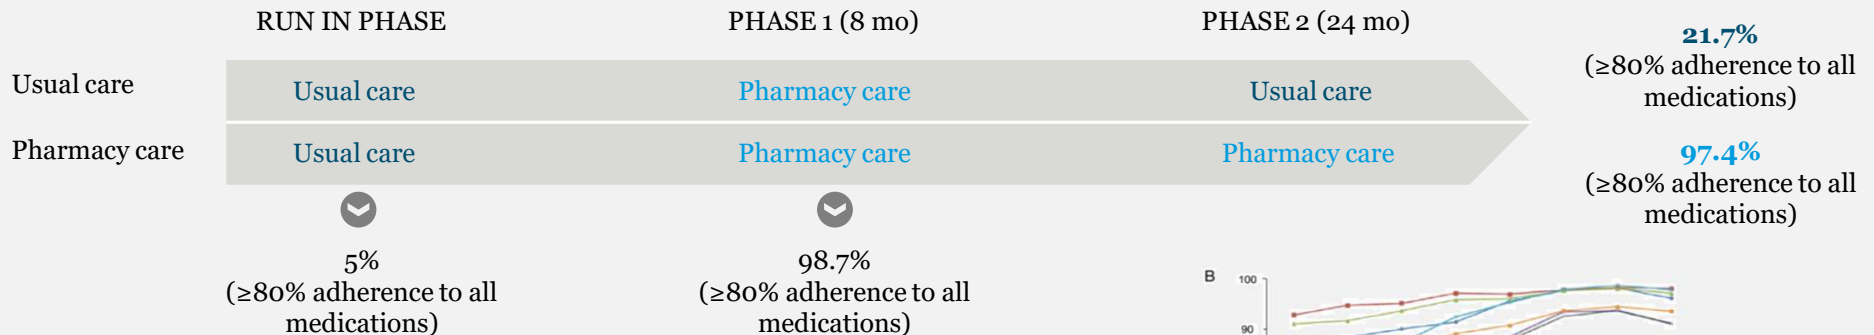 RUN IN PHASE
PHASE 1 (8 mo)
PHASE 2 (24 mo)
Usual care
Usual care
Pharmacy care
Usual care
Pharmacy care
Usual care
Pharmacy care
Pharmacy care
21.7%
(≥80% adherence to all
medications)
97.4%
(≥80% adherence to all
medications)
5%
(≥80% adherence to all
medications)
98.7%
(≥80% adherence to all
medications)
B
100
90